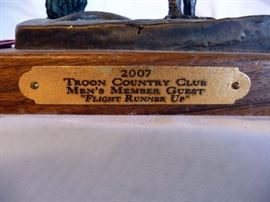 2007
Troon Country Club
Men's Member Guest
"Flight Runner Up"